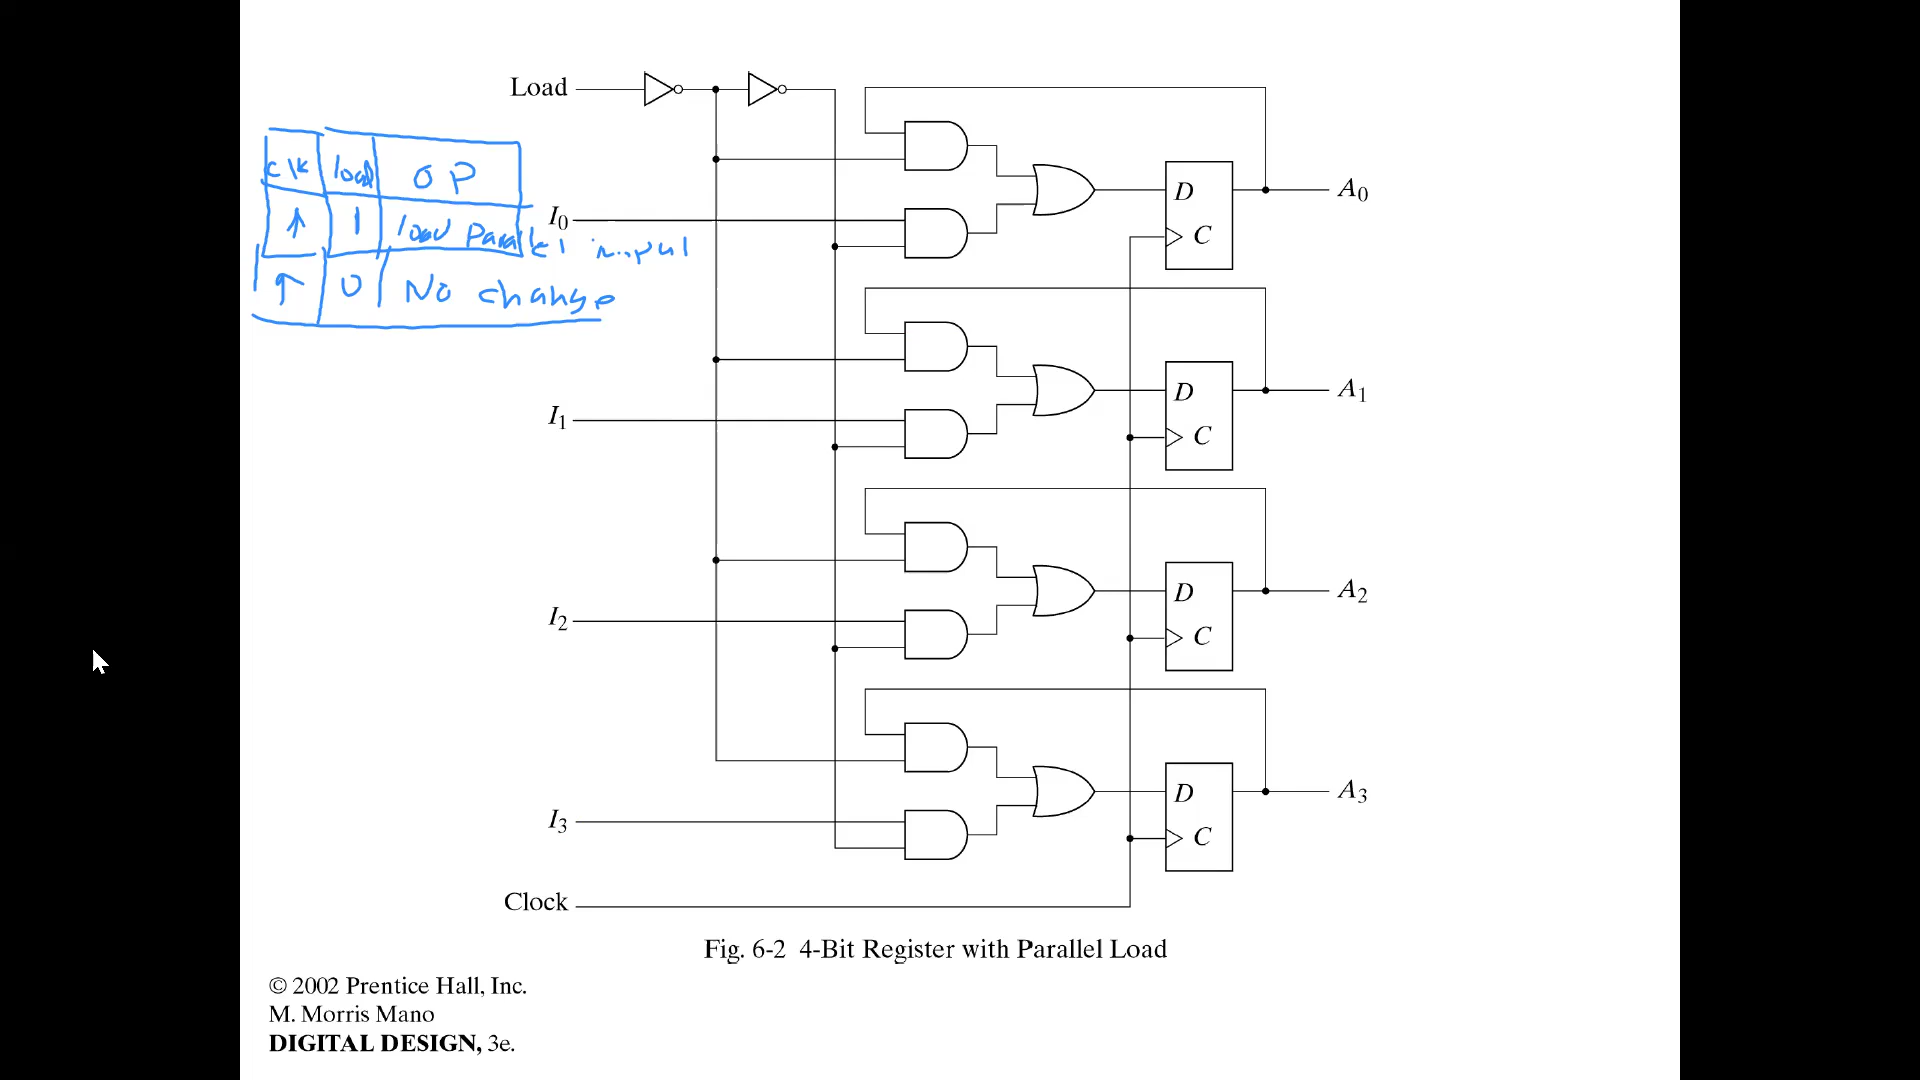 Load
clk load OP
↑ 1 load Parallel input
↑ 0 No change
I0
D
C
A0
I1
D
C
A1
I2
D
C
A2
I3
D
C
A3
Clock
Fig. 6-2 4-Bit Register with Parallel Load
© 2002 Prentice Hall, Inc.
M. Morris Mano
DIGITAL DESIGN, 3e.